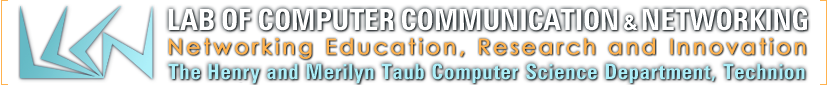 LCCN
LAB OF COMPUTER COMMUNICATION & NETWORKING
Networking Education, Research and Innovation
The Henry and Merilyn Taub Computer Science Department, Technion